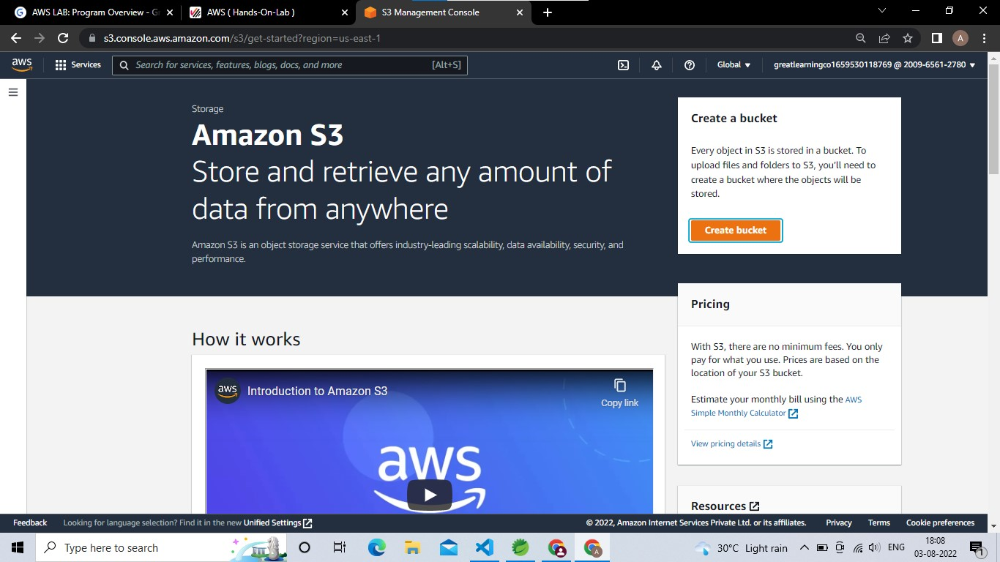 AWS LAB: Program Overview - Gr
AWS ( Hands-On-Lab )
S3 Management Console
s3.console.aws.amazon.com/s3/get-started?region=us-east-1
A
aws
Services
Search for services, features, blogs, docs, and more
[Alt+S]
Global
greatlearningco1659530118769 @ 2009-6561-2780
Storage
Amazon S3
Store and retrieve any amount of
data from anywhere
Amazon S3 is an object storage service that offers industry-leading scalability, data availability, security, and
performance.
Create a bucket
Every object in S3 is stored in a bucket. To
upload files and folders to S3, you'll need to
create a bucket where the objects will be
stored.
Create bucket
How it works
aws
Introduction to Amazon S3
Copy link
aws
Pricing
With S3, there are no minimum fees. You only
pay for what you use. Prices are based on the
location of your S3 bucket.
Estimate your monthly bill using the AWS
Simple Monthly Calculator
View pricing details
Resources
Feedback
Looking for language selection? Find it in the new Unified Settings
© 2022, Amazon Internet Services Private Ltd. or its affiliates.
Privacy
Terms
Cookie preferences
Type here to search
A
30°C Light rain
ENG
18:08
03-08-2022
1